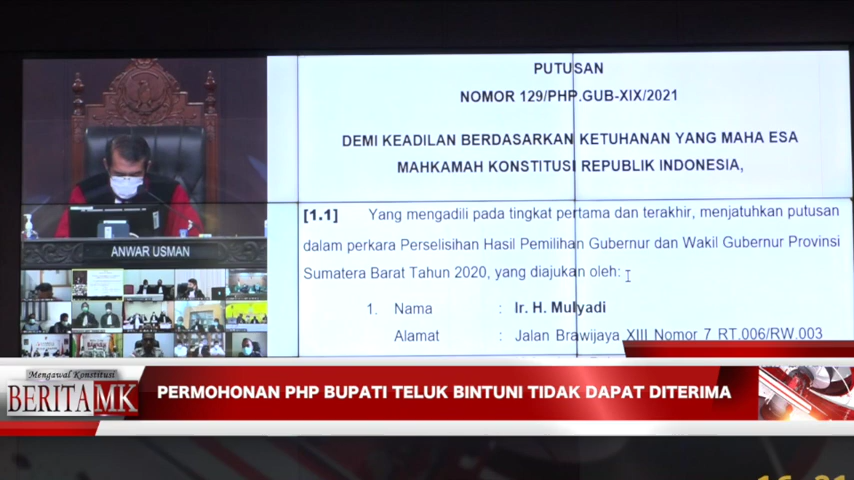 PUTUSAN
NOMOR 129/PHP.GUB-XIX/2021
DEMI KEADILAN BERDASARKAN KETUHANAN YANG MAHA ESA
MAHKAMAH KONSTITUSI REPUBLIK INDONESIA,
[1.1] Yang mengadili pada tingkat pertama dan terakhir, menjatuhkan putusan
dalam perkara Perselisihan Hasil Pemilihan Gubernur dan Wakil Gubernur Provinsi
Sumatera Barat Tahun 2020, yang diajukan oleh:
1. Nama : Ir. H. Mulyadi
Alamat : Jalan Brawijaya XIII Nomor 7 RT.006/RW.003
ANWAR USMAN
Mengawal Konstitusi
BERITA MK
PERMOHONAN PHP BUPATI TELUK BINTUNI TIDAK DAPAT DITERIMA